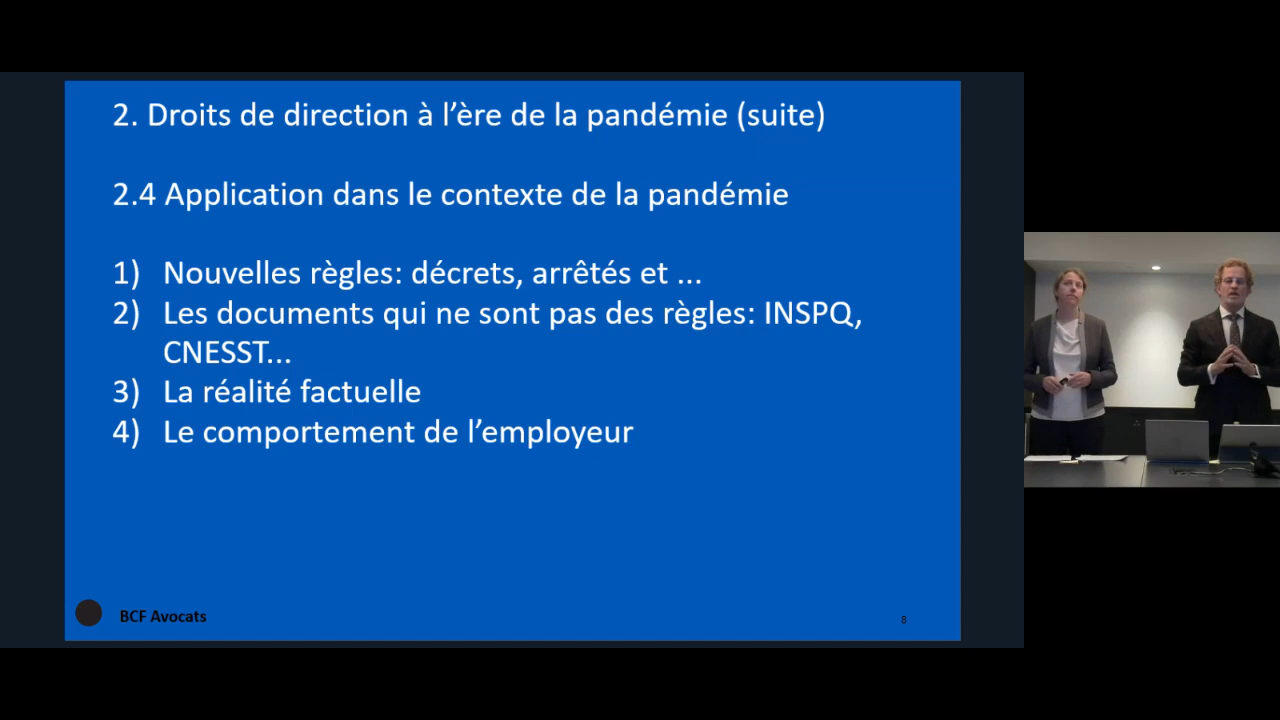 2. Droits de direction à l’ère de la pandémie (suite)
2.4 Application dans le contexte de la pandémie
1) Nouvelles règles: décrets, arrêtés et ...
2) Les documents qui ne sont pas des règles: INSPQ,
CNESST...
3) La réalité factuelle
4) Le comportement de l’employeur
BCF Avocats
8